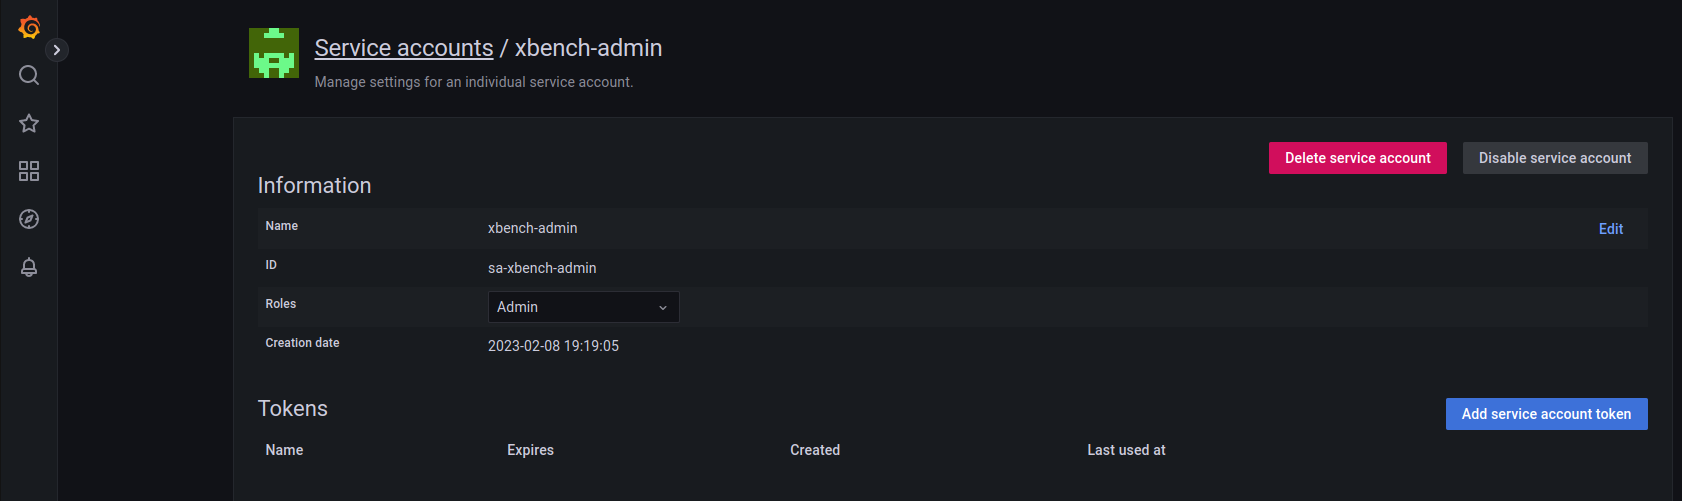 Service accounts / xbench-admin
Manage settings for an individual service account.
Delete service account Disable service account
Information
Name xbench-admin Edit
ID sa-xbench-admin
Roles Admin
Creation date 2023-02-08 19:19:05
Tokens Add service account token
Name Expires Created Last used at